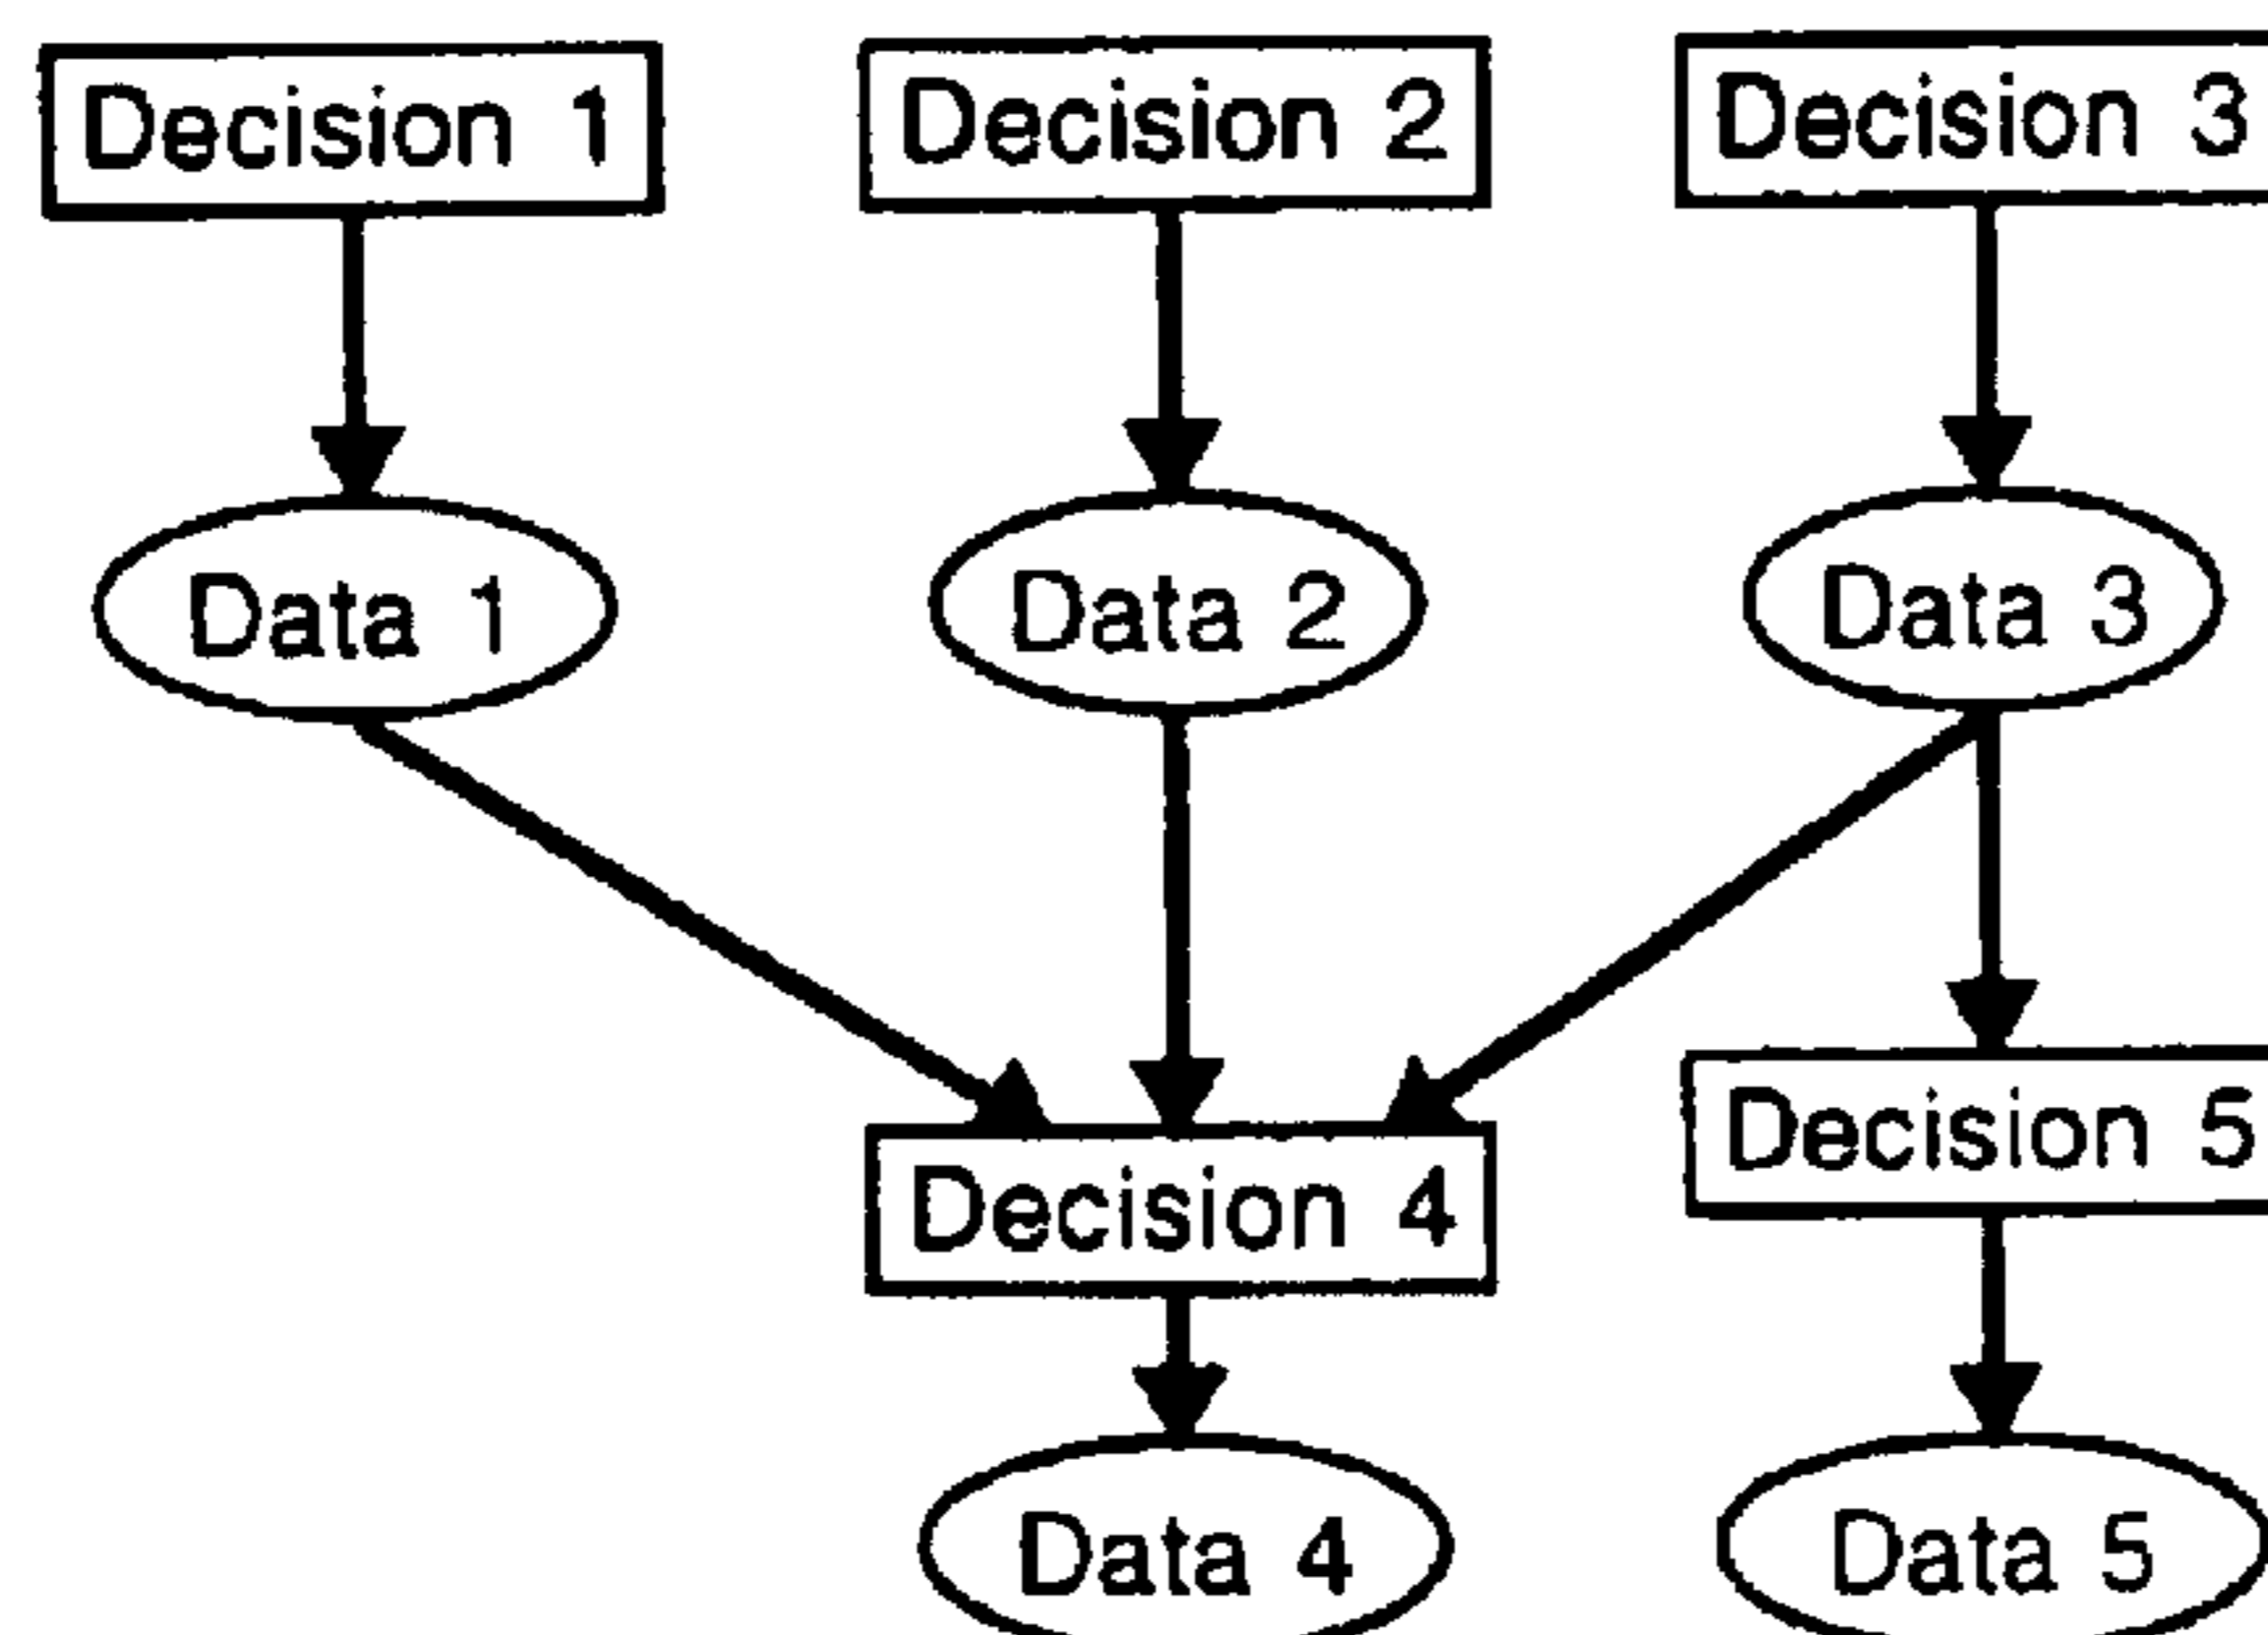 Decision 1
Decision 2
Decision 3
Data 1
Data 2
Data 3
Decision 5
Decision 4
Data 4
Data 5